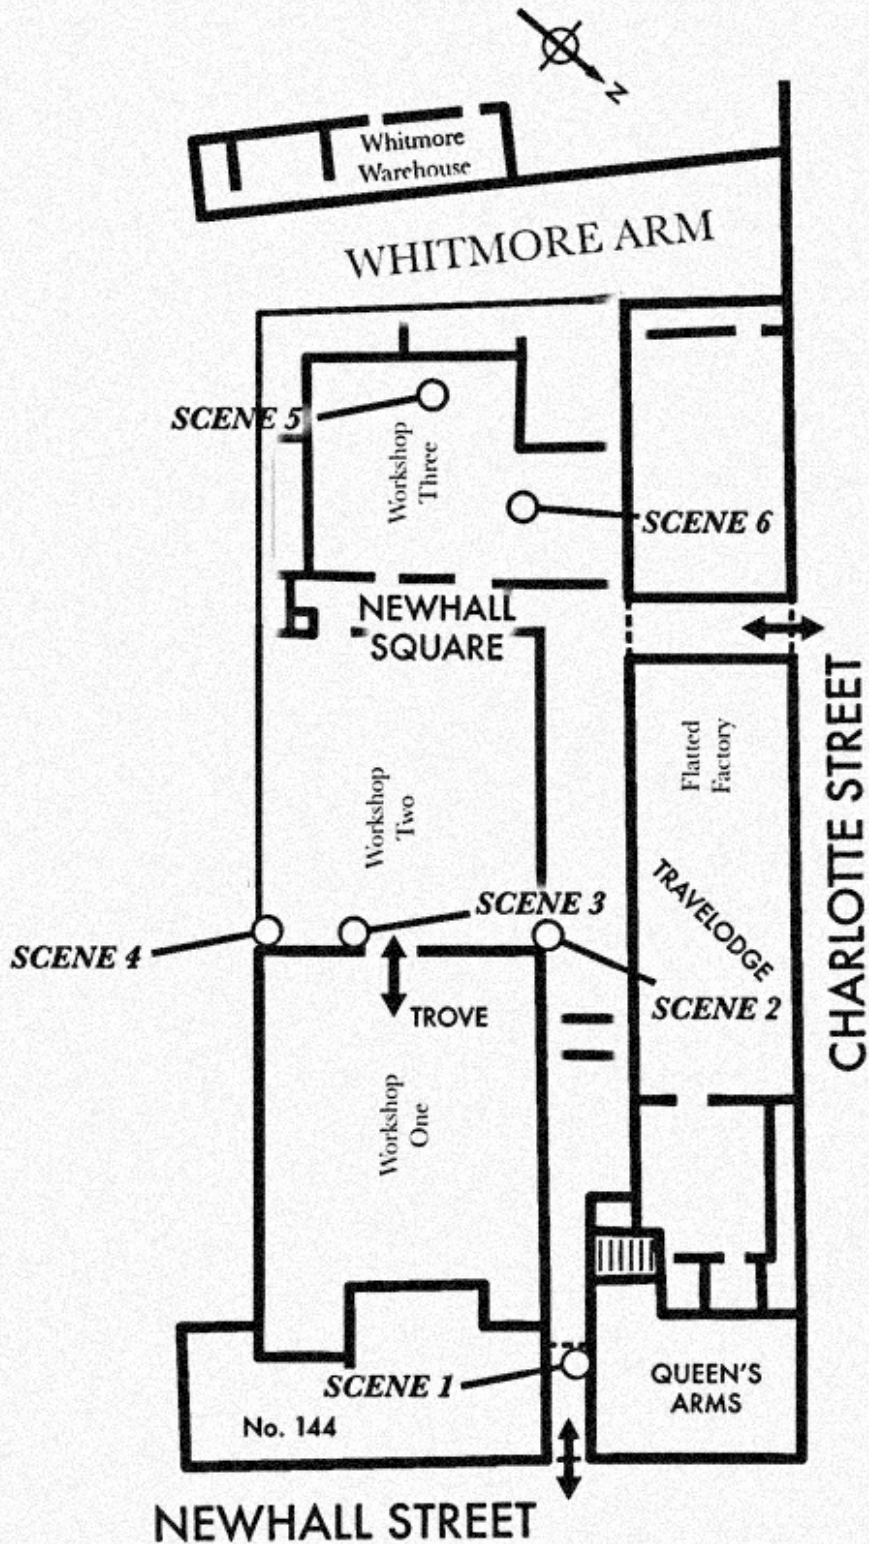 N
Whitmore
Warehouse
WHITMORE ARM
SCENE 5
Workshop
Three
SCENE 6
NEWHALL
SQUARE
CHARLOTTE STREET
Flatted
Factory
Workshop
Two
TRAVELODGE
SCENE 3
SCENE 4
SCENE 2
TROVE
Workshop
One
SCENE 1
QUEEN'S
ARMS
No. 144
NEWHALL STREET